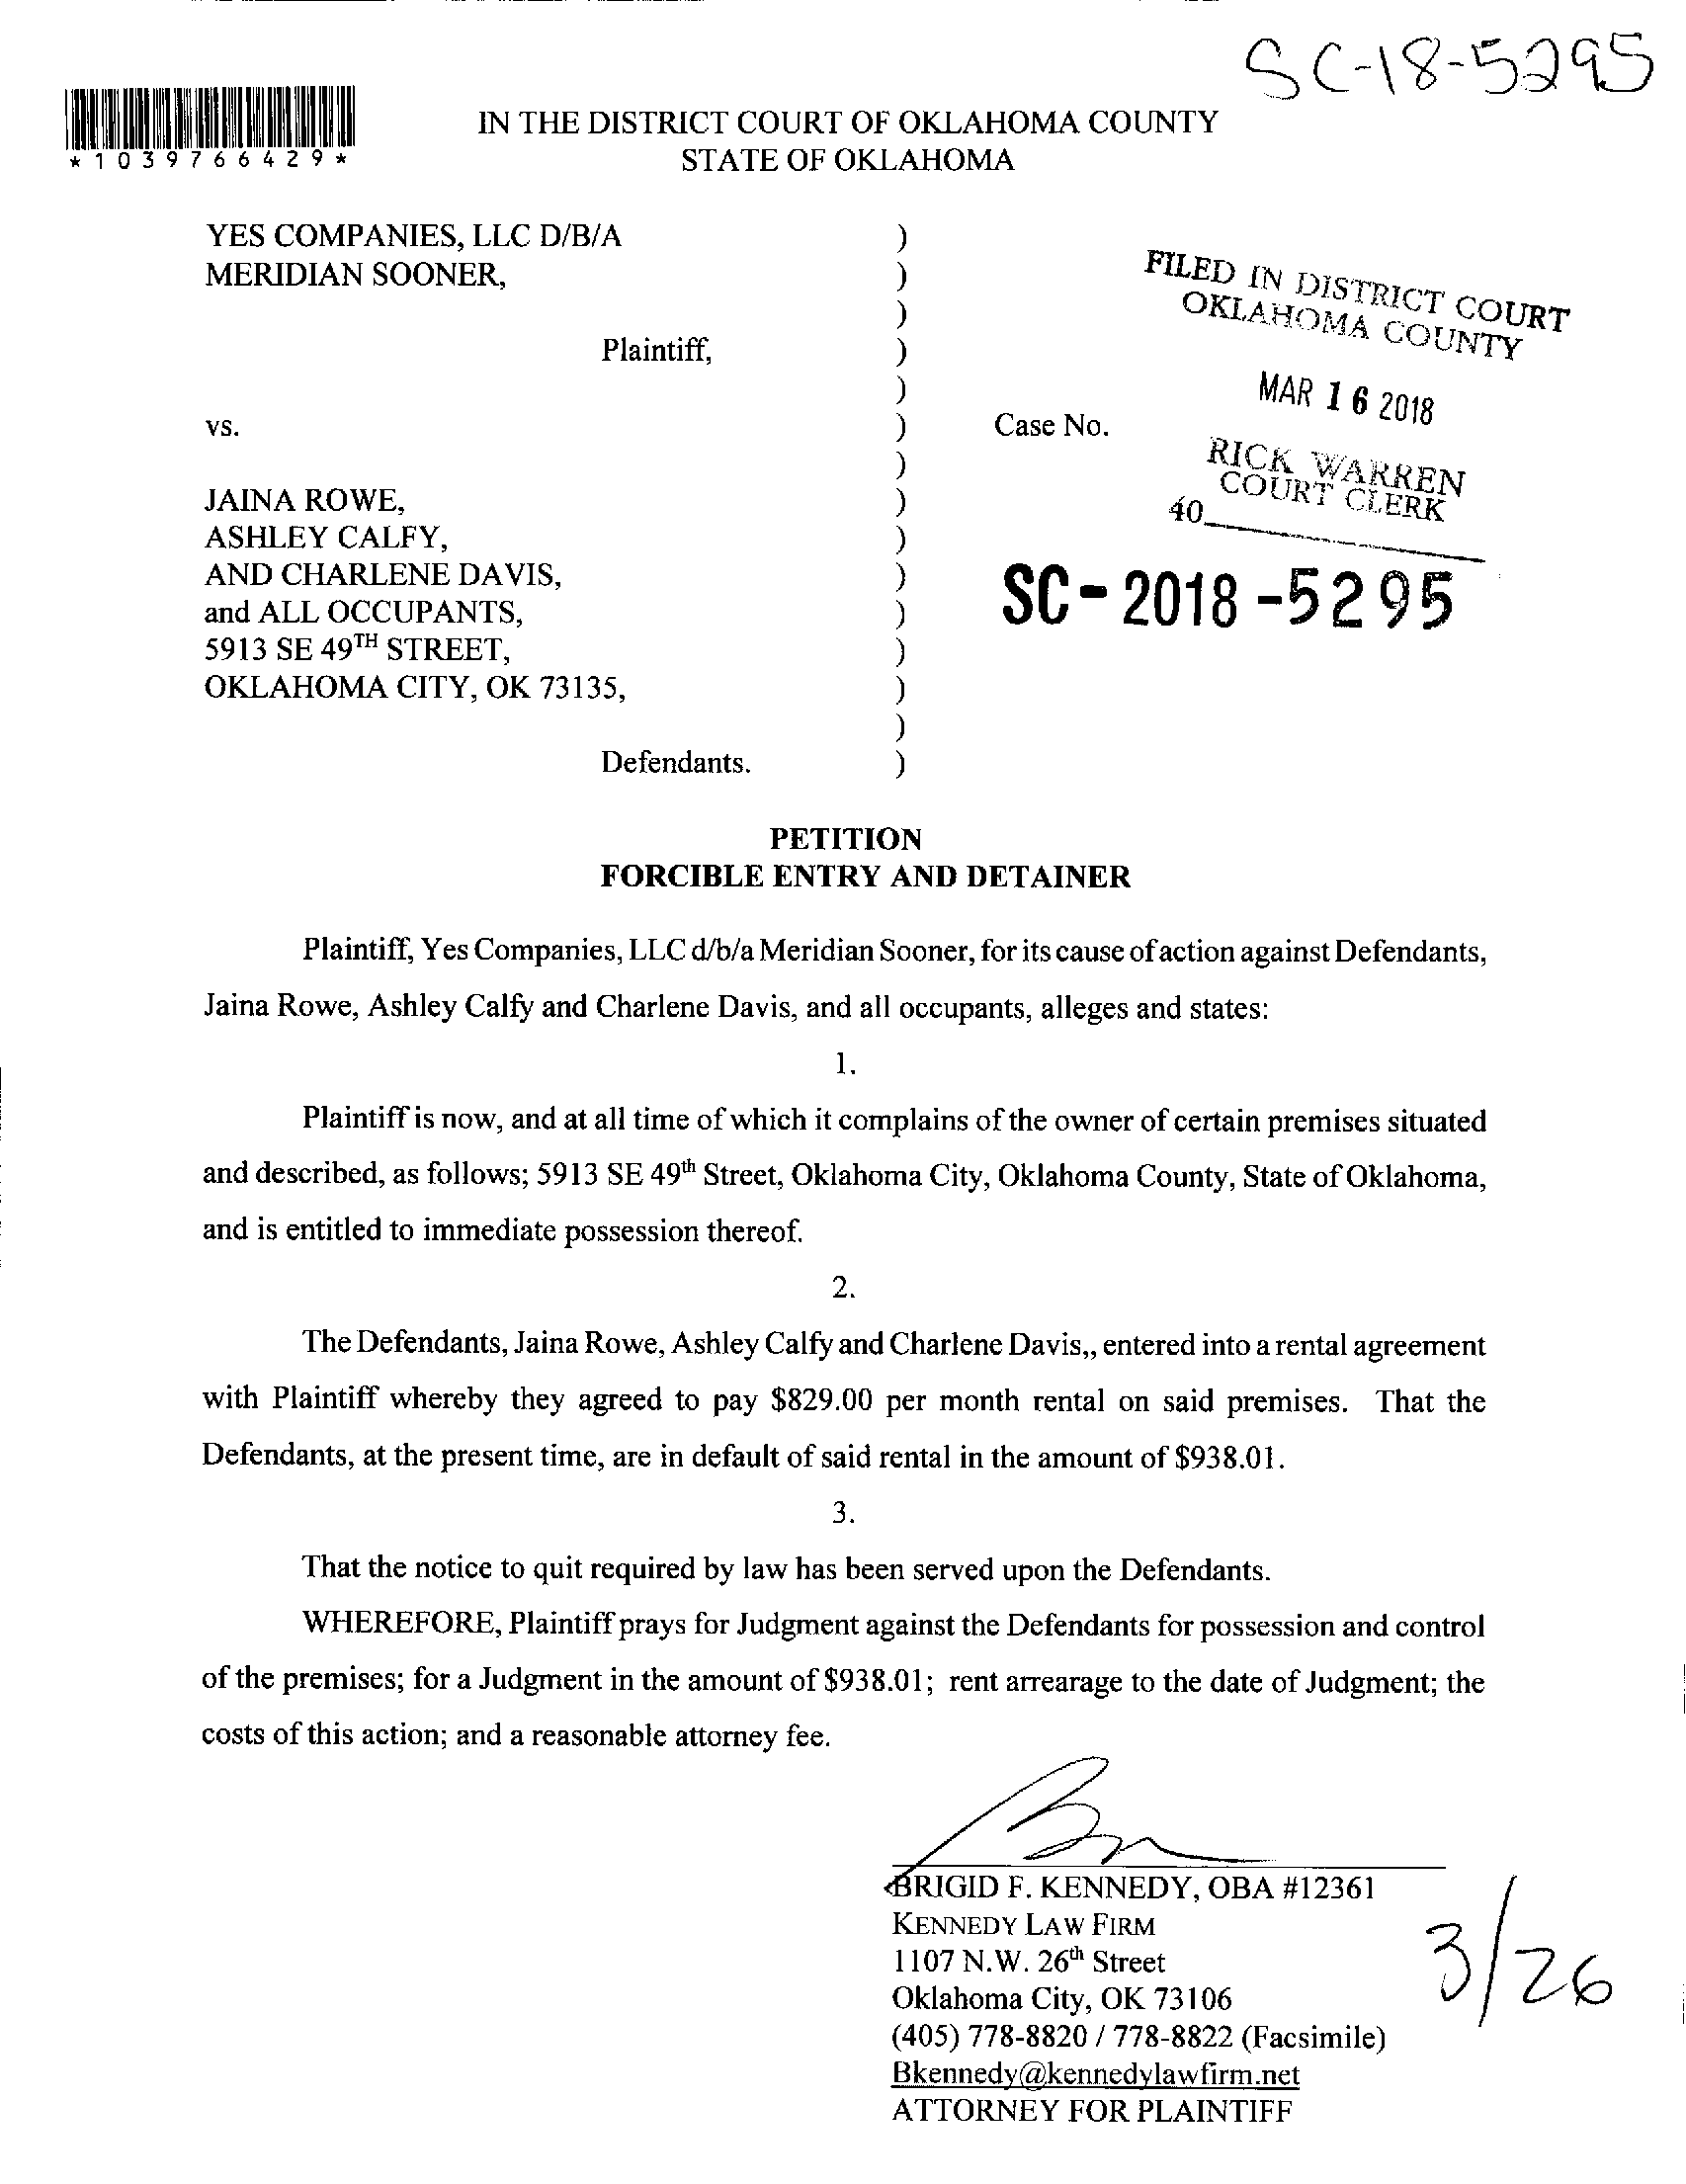 SC-18-5295
*1039766429*
IN THE DISTRICT COURT OF OKLAHOMA COUNTY
STATE OF OKLAHOMA
YES COMPANIES, LLC D/B/A )
MERIDIAN SOONER, )
)
Plaintiff, )
)
vs. )
)
JAINA ROWE, )
ASHLEY CALFY, )
AND CHARLENE DAVIS, )
and ALL OCCUPANTS, )
5913 SE 49TH STREET, )
OKLAHOMA CITY, OK 73135, )
)
Defendants. )
FILED IN DISTRICT COURT
OKLAHOMA COUNTY
MAR 16 2018
Case No.
RICK WARREN
COURT CLERK
40
SC-2018-5295
PETITION
FORCIBLE ENTRY AND DETAINER
Plaintiff, Yes Companies, LLC d/b/a Meridian Sooner, for its cause of action against Defendants,
Jaina Rowe, Ashley Calfy and Charlene Davis, and all occupants, alleges and states:
1.
Plaintiff is now, and at all time of which it complains of the owner of certain premises situated
and described, as follows; 5913 SE 49th Street, Oklahoma City, Oklahoma County, State of Oklahoma,
and is entitled to immediate possession thereof.
2.
The Defendants, Jaina Rowe, Ashley Calfy and Charlene Davis,, entered into a rental agreement
with Plaintiff whereby they agreed to pay $829.00 per month rental on said premises. That the
Defendants, at the present time, are in default of said rental in the amount of $938.01.
3.
That the notice to quit required by law has been served upon the Defendants.
WHEREFORE, Plaintiff prays for Judgment against the Defendants for possession and control
of the premises; for a Judgment in the amount of $938.01; rent arrearage to the date of Judgment; the
costs of this action; and a reasonable attorney fee.
BRIGID F. KENNEDY, OBA #12361
KENNEDY LAW FIRM
1107 N.W. 26th Street
Oklahoma City, OK 73106
(405) 778-8820 / 778-8822 (Facsimile)
Bkennedy@kennedylawfirm.net
ATTORNEY FOR PLAINTIFF
3/26